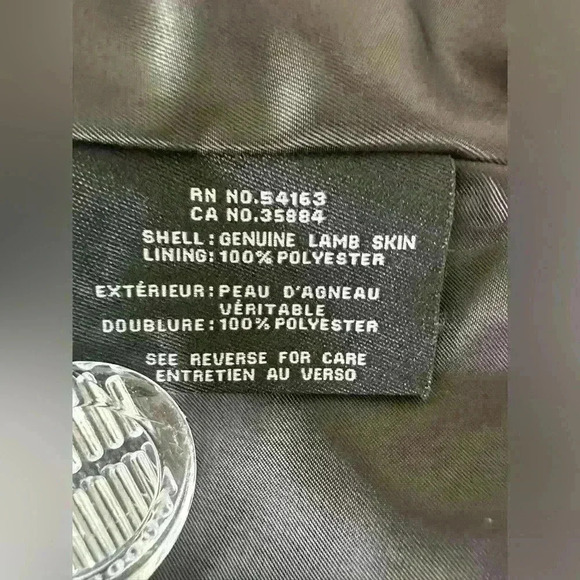 RN NO.54163
CA NO.35884
SHELL: GENUINE LAMB SKIN
LINING: 100% POLYESTER
EXTÉRIEUR: PEAU D'AGNEAU
VÉRITABLE
DOUBLURE: 100% POLYESTER
SEE REVERSE FOR CARE
ENTRETIEN AU VERSO